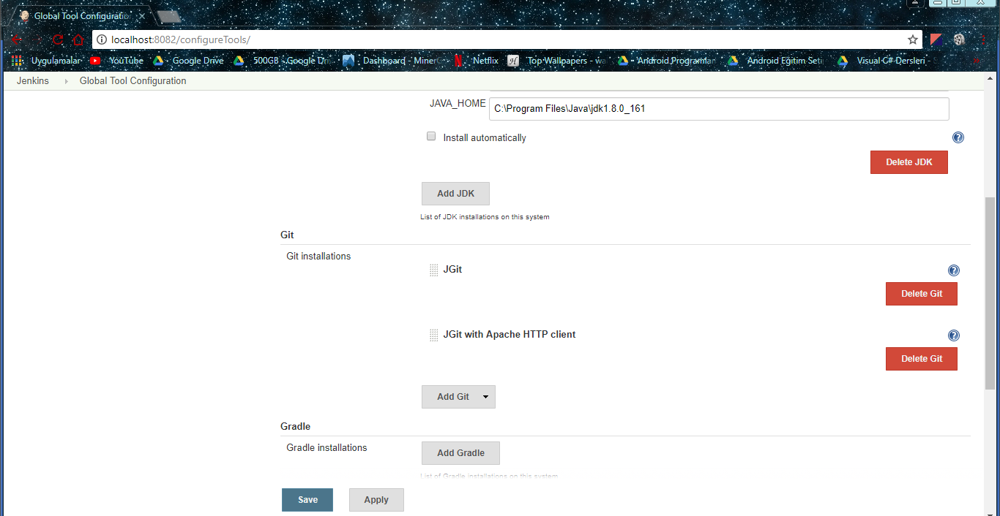 Global Tool Configuratio
localhost:8082/configureTools/
Uygulamalar YouTube Google Drive 500GB - Google Dri Dashboard - MinerG Netflix Top Wallpapers - wa Android Programlam Android Eğitim Seti Visual C# Dersleri - S
Jenkins Global Tool Configuration
JAVA_HOME C:\Program Files\Java\jdk1.8.0_161
Install automatically
Delete JDK
Add JDK
List of JDK installations on this system
Git
Git installations
JGit
Delete Git
JGit with Apache HTTP client
Delete Git
Add Git
Gradle
Gradle installations
Add Gradle
List of Gradle installations on this system
Save Apply